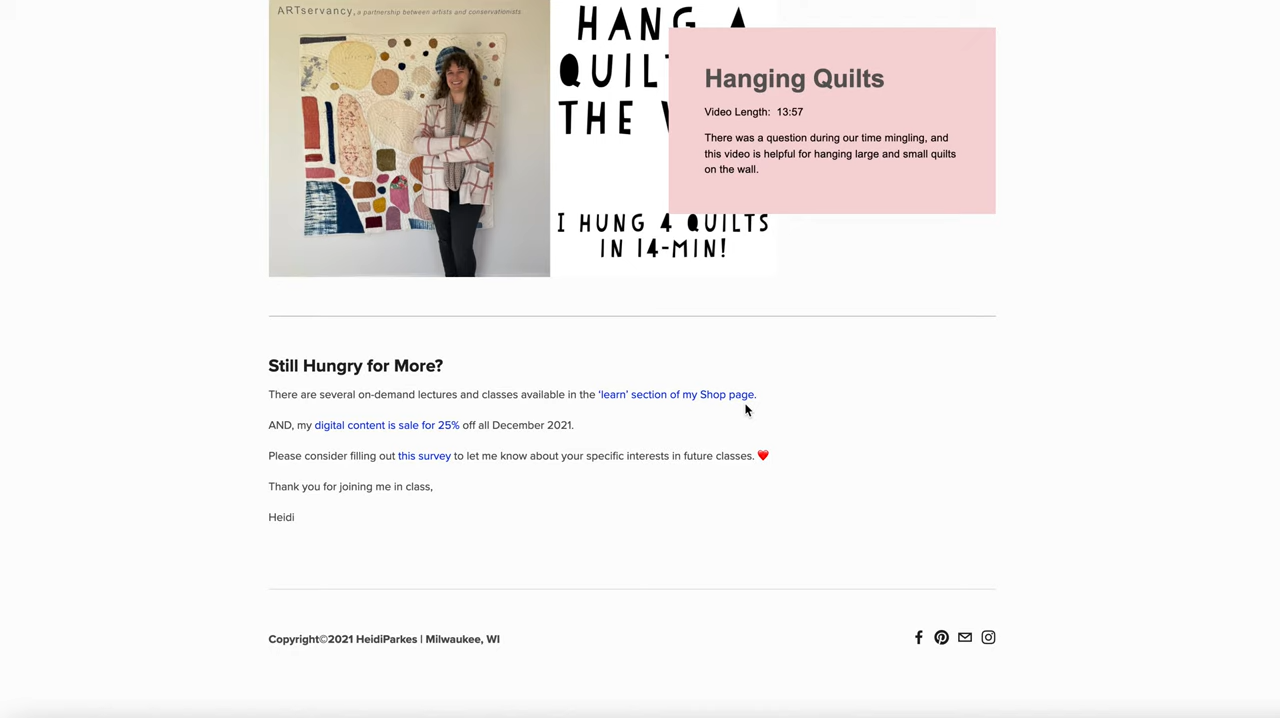 ARTservancy, a partnership between artists and conservationists
HANG A
QUILT
THE
I HUNG 4 QUILTS
IN 14-MIN!
Hanging Quilts
Video Length: 13:57
There was a question during our time mingling, and
this video is helpful for hanging large and small quilts
on the wall.
Still Hungry for More?
There are several on-demand lectures and classes available in the ‘learn’ section of my Shop page.
AND, my digital content is sale for 25% off all December 2021.
Please consider filling out this survey to let me know about your specific interests in future classes. ❤️
Thank you for joining me in class,
Heidi
Copyright©2021 HeidiParkes | Milwaukee, WI